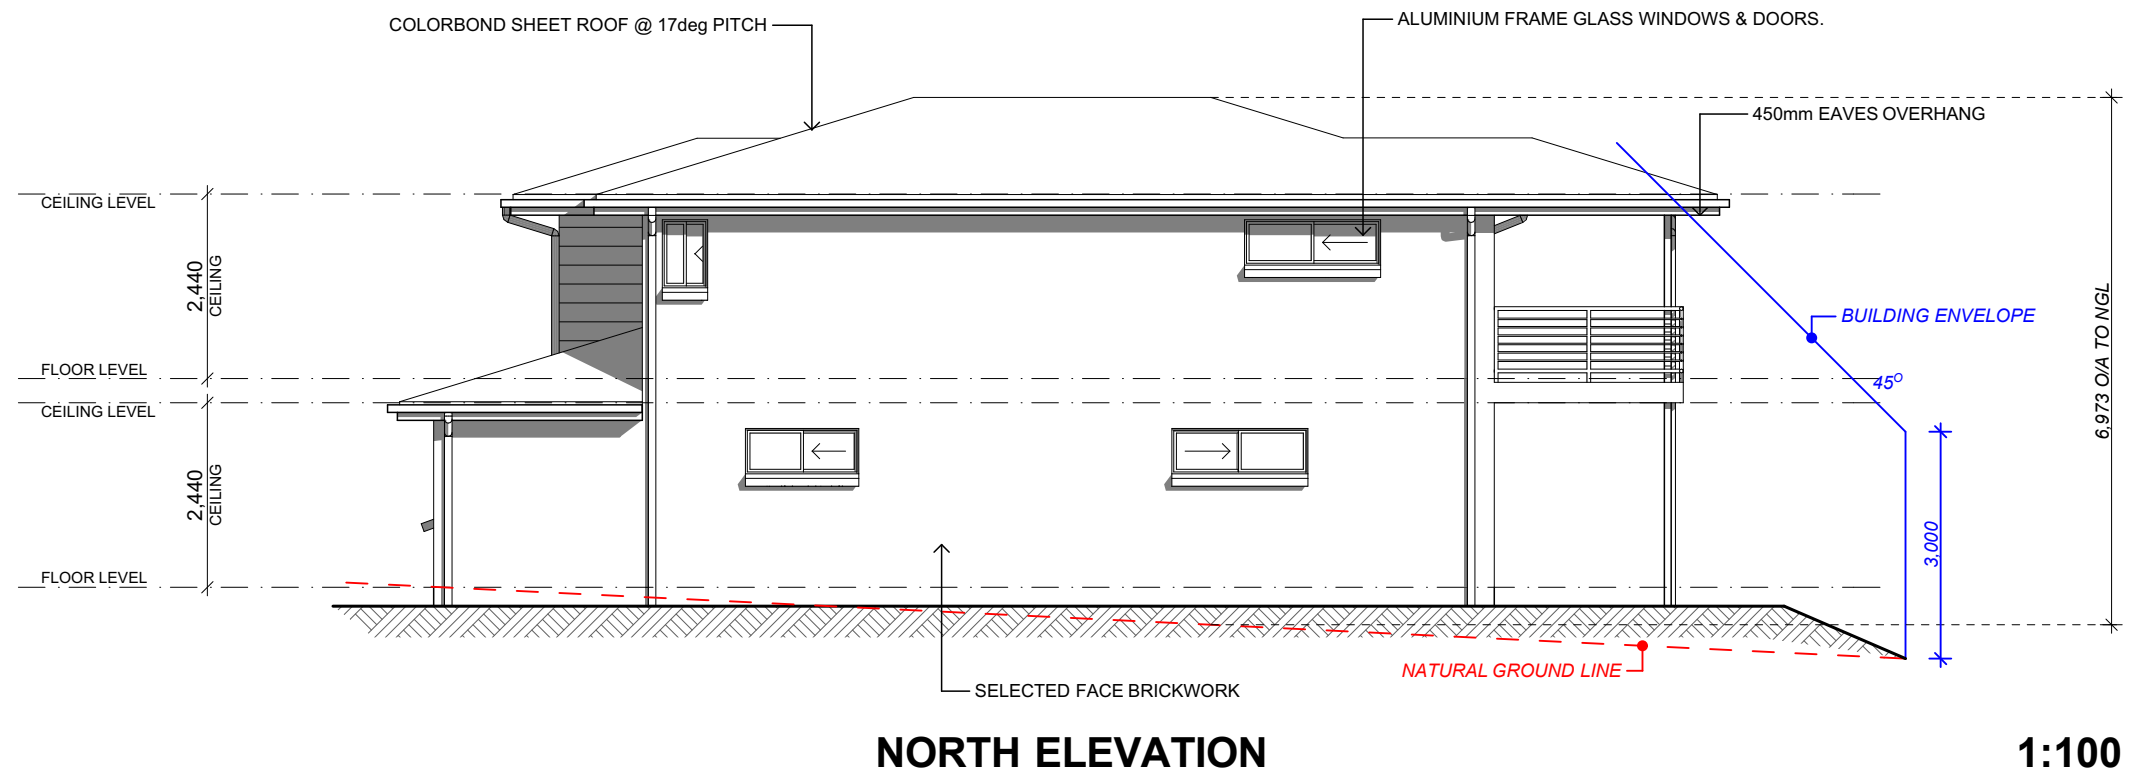 COLORBOND SHEET ROOF @ 17deg PITCH
ALUMINIUM FRAME GLASS WINDOWS & DOORS.
450mm EAVES OVERHANG
CEILING LEVEL
2,440
CEILING
FLOOR LEVEL
CEILING LEVEL
2,440
CEILING
FLOOR LEVEL
BUILDING ENVELOPE
45°
6,973 O/A TO NGL
3,000
NATURAL GROUND LINE
SELECTED FACE BRICKWORK
NORTH ELEVATION
1:100